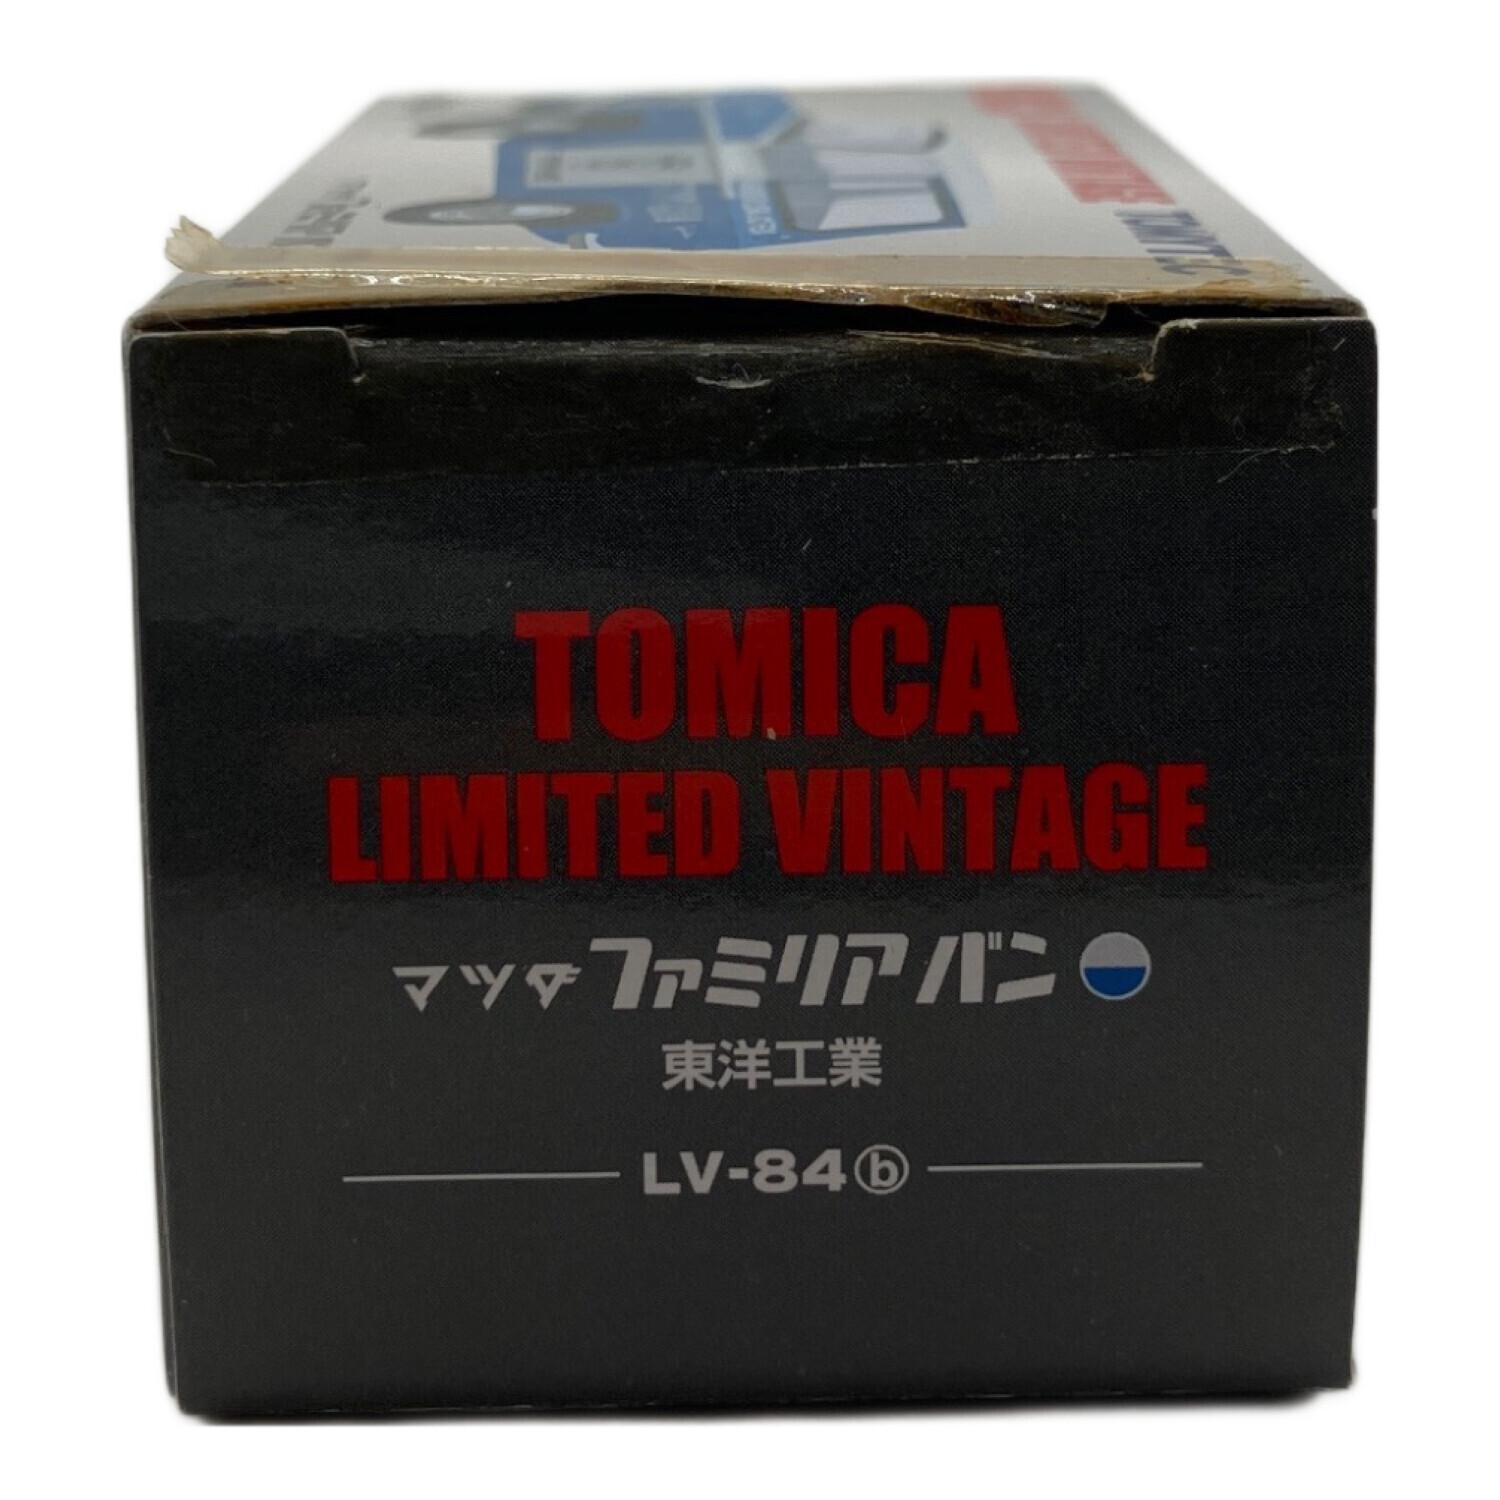 TOMYTEC
TOMICA
LIMITED VINTAGE
マツダ ファミリア バン
東洋工業
LV-84ⓑ